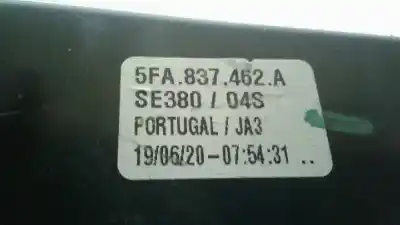 5FA.837.462.A
SE380 / 04S
PORTUGAL / JA3
19/06/20-07:54:31 ..